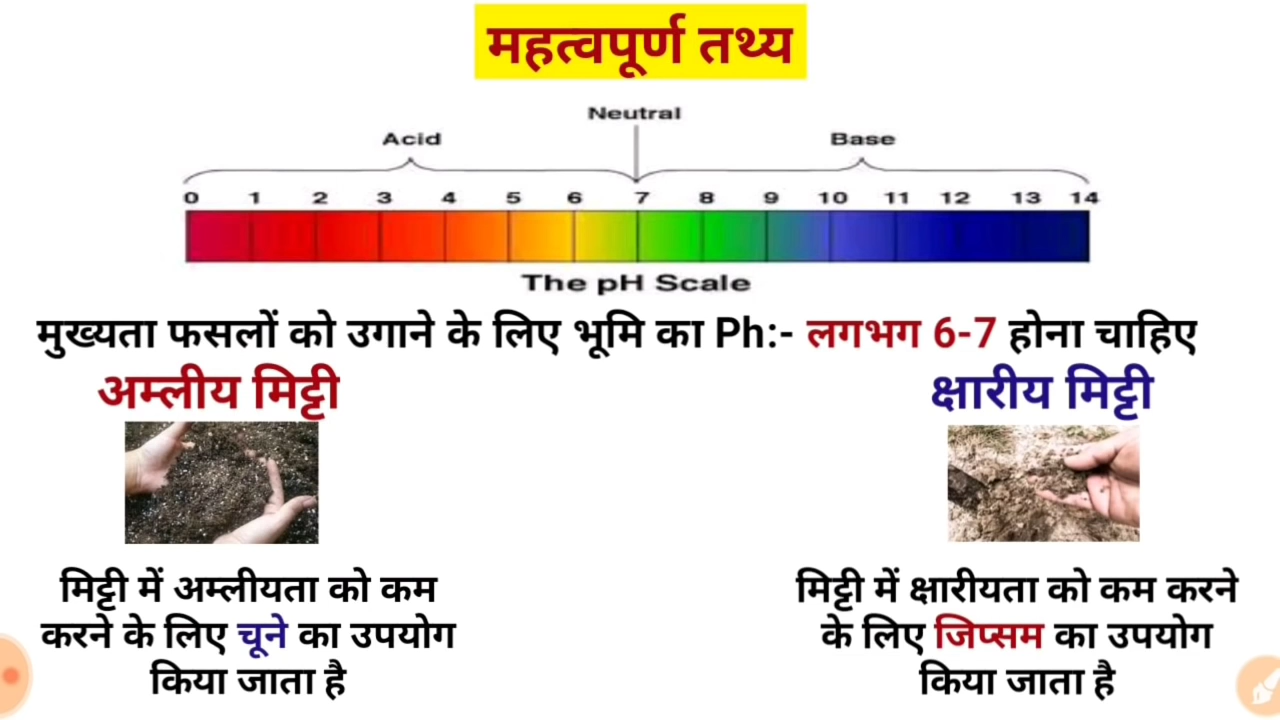 महत्वपूर्ण तथ्य
Neutral
Acid
Base
0 1 2 3 4 5 6 7 8 9 10 11 12 13 14
The pH Scale
मुख्यता फसलों को उगाने के लिए भूमि का Ph:- लगभग 6-7 होना चाहिए
अम्लीय मिट्टी
क्षारीय मिट्टी
मिट्टी में अम्लीयता को कम
करने के लिए चूने का उपयोग
किया जाता है
मिट्टी में क्षारीयता को कम करने
के लिए जिप्सम का उपयोग
किया जाता है